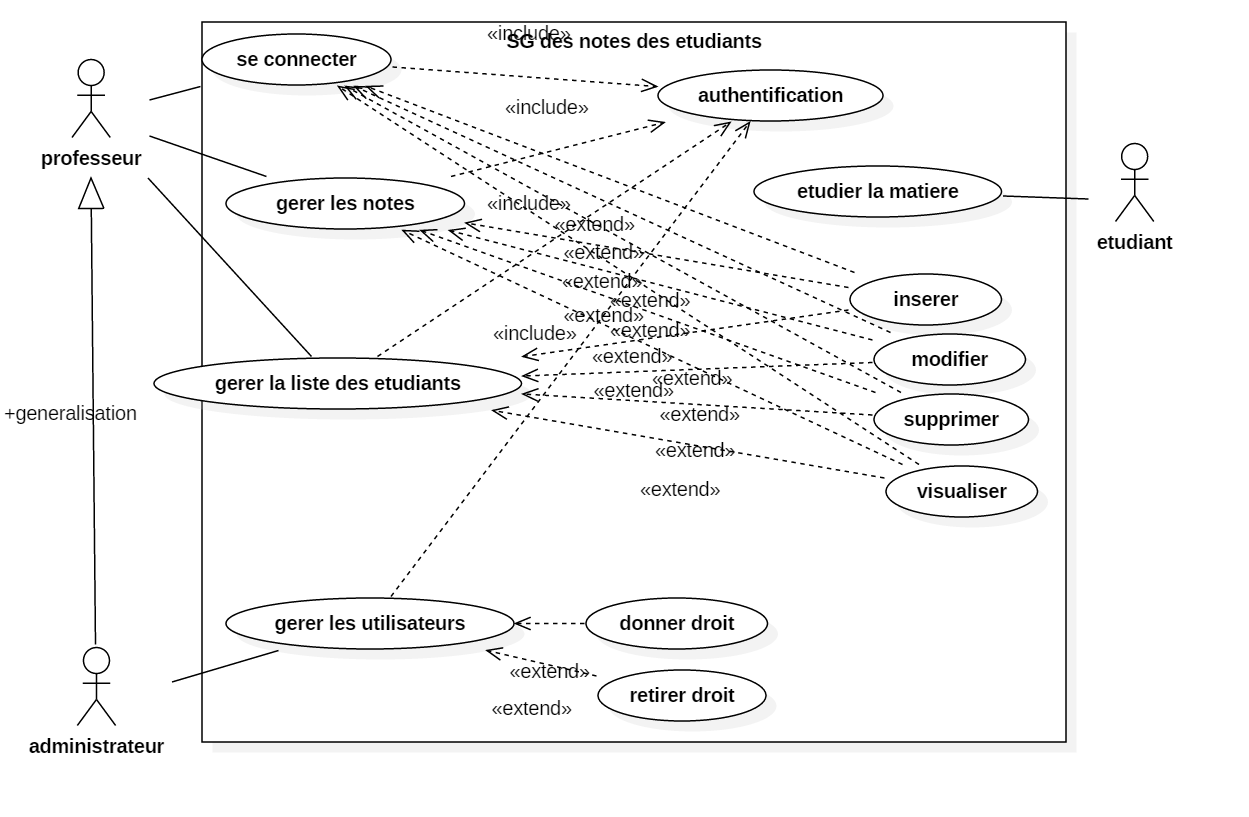 «include»
SG des notes des etudiants
se connecter
authentification
«include»
professeur
etudier la matiere
gerer les notes
«include»
«extend»
etudiant
«extend»
«extend»
«extend»
inserer
«extend»
«extend»
«include»
«extend»
modifier
«extend»
gerer la liste des etudiants
«extend»
+generalisation
«extend»
supprimer
«extend»
«extend»
visualiser
gerer les utilisateurs
donner droit
«extend»
retirer droit
«extend»
administrateur